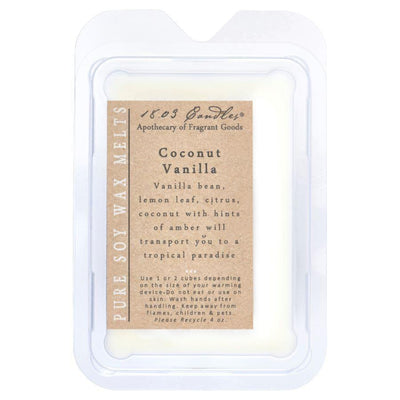 1803 Candles®
Apothecary of Fragrant Goods
Coconut
Vanilla
Vanilla bean,
lemon leaf, citrus,
coconut with hints
of amber will
transport you to a
tropical paradise
Use 1 or 2 cubes depending
on the size of your warming
device-Do not eat or use on
skin. Wash hands after
handling. Keep away from
flames, children & pets.
Please Recycle 4 oz.
PURE SOY WAX MELTS